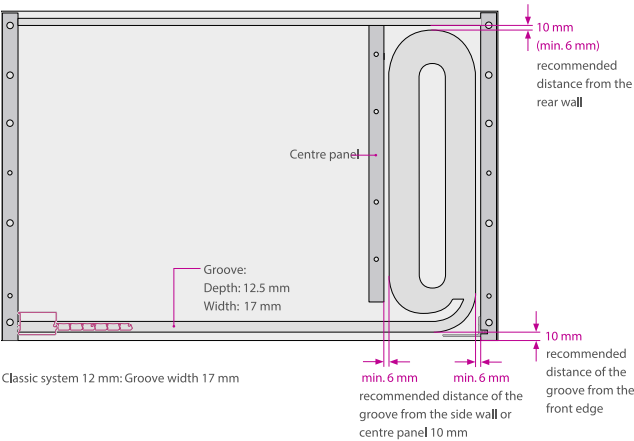 10 mm
(min. 6 mm)
recommended
distance from the
rear wall
Centre panel
Groove:
Depth: 12.5 mm
Width: 17 mm
10 mm
recommended
distance of the
groove from the
front edge
Classic system 12 mm: Groove width 17 mm
min. 6 mm
min. 6 mm
recommended distance of the
groove from the side wall or
centre panel 10 mm